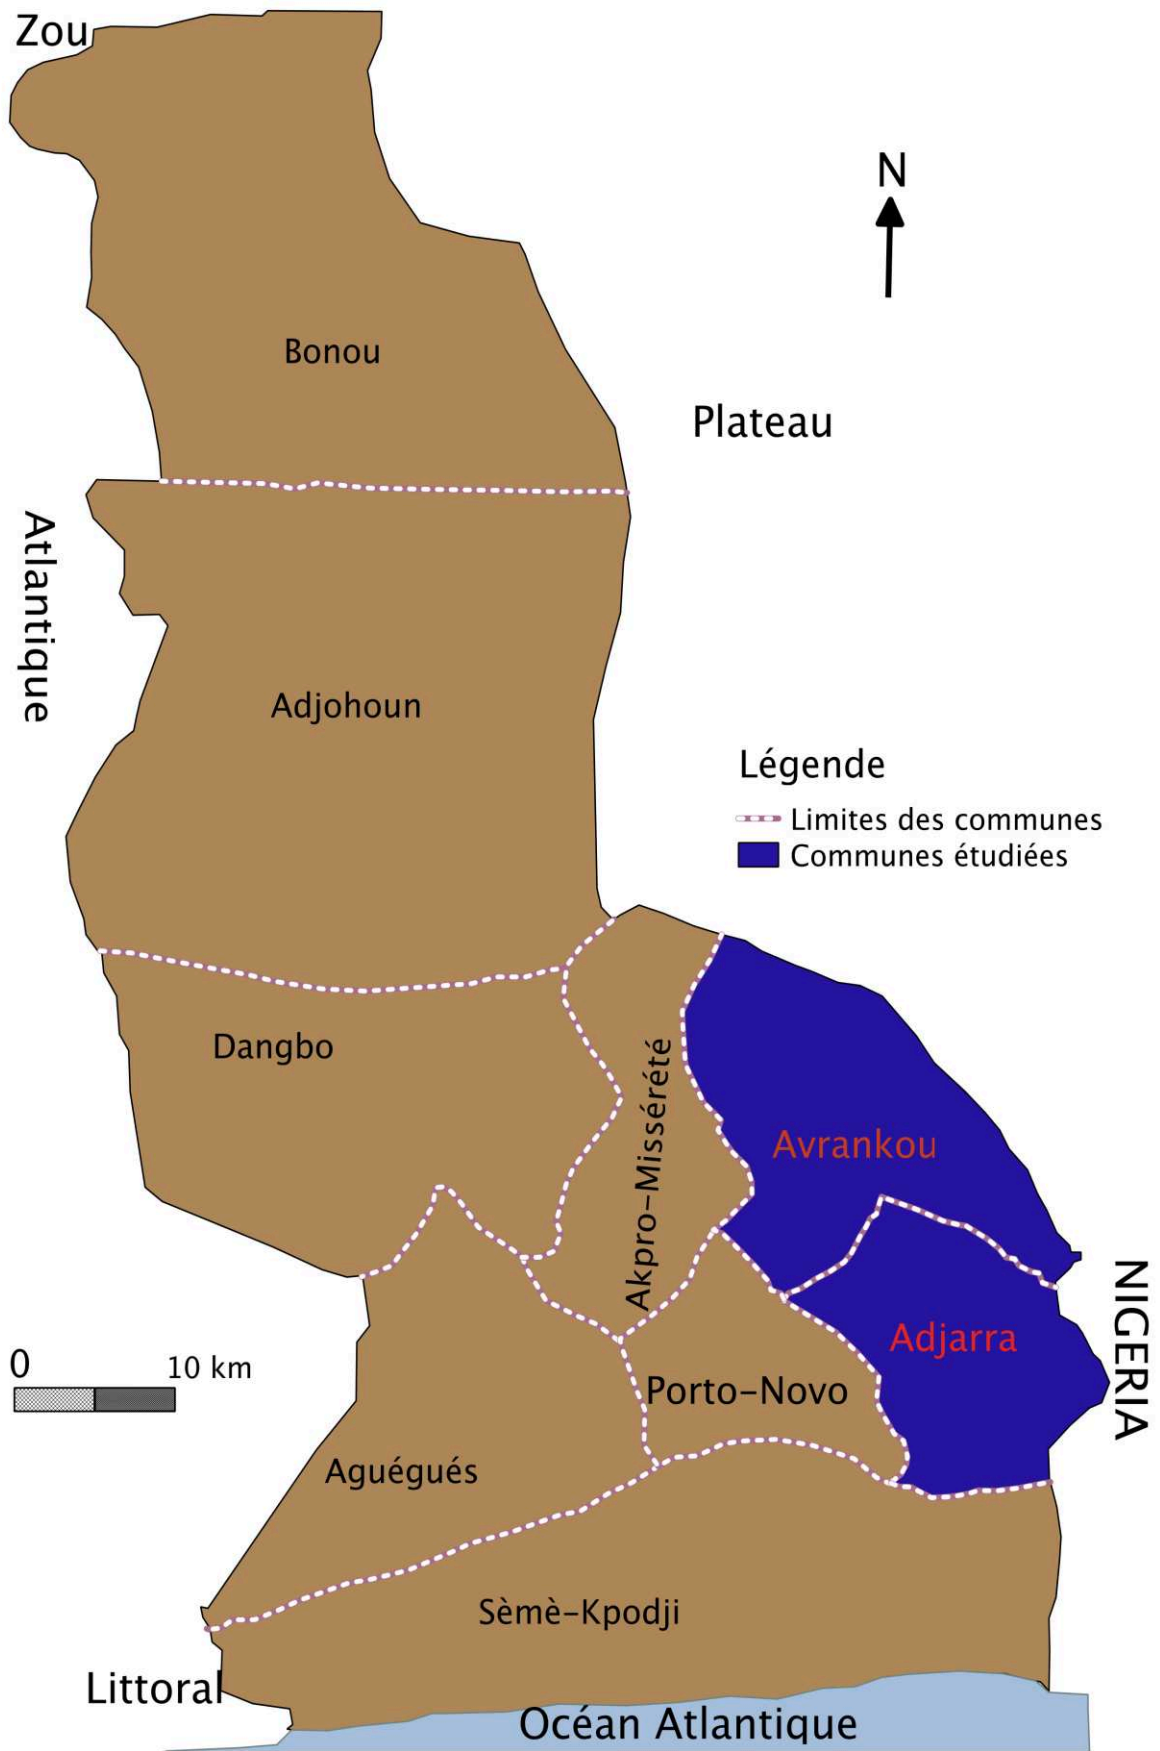 Zou
N
Bonou
Plateau
Atlantique
Adjohoun
Légende
Limites des communes
Communes étudiées
Dangbo
Akpro-Missérété
Avrankou
NIGERIA
Adjarra
0 10 km
Porto-Novo
Aguégués
Sèmè-Kpodji
Littoral
Océan Atlantique